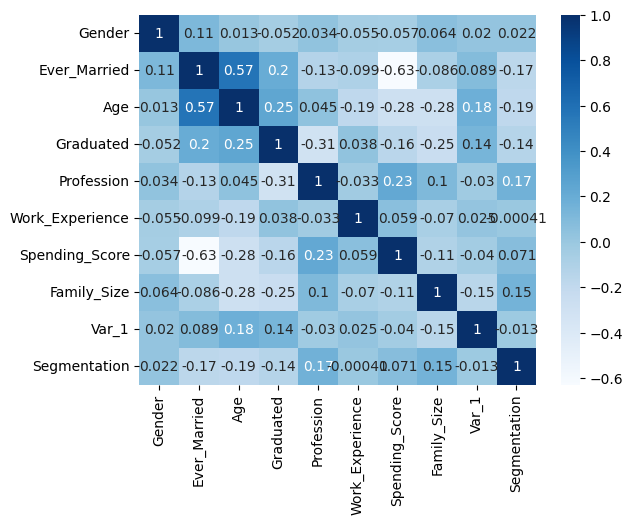 Gender 1 0.11 0.013 -0.052 0.034 -0.055 -0.057 0.064 0.02 0.022
Ever_Married 0.11 1 0.57 0.2 -0.13 -0.099 -0.63 -0.086 0.089 -0.17
Age 0.013 0.57 1 0.25 0.045 -0.19 -0.28 -0.28 0.18 -0.19
Graduated -0.052 0.2 0.25 1 -0.31 0.038 -0.16 -0.25 0.14 -0.14
Profession 0.034 -0.13 0.045 -0.31 1 -0.033 0.23 0.1 -0.03 0.17
Work_Experience -0.055 -0.099 -0.19 0.038 -0.033 1 0.059 -0.07 0.025 -0.00041
Spending_Score -0.057 -0.63 -0.28 -0.16 0.23 0.059 1 -0.11 -0.04 0.071
Family_Size 0.064 -0.086 -0.28 -0.25 0.1 -0.07 -0.11 1 -0.15 0.15
Var_1 0.02 0.089 0.18 0.14 -0.03 0.025 -0.04 -0.15 1 -0.013
Segmentation 0.022 -0.17 -0.19 -0.14 0.17 -0.00041 0.071 0.15 -0.013 1
Gender
Ever_Married
Age
Graduated
Profession
Work_Experience
Spending_Score
Family_Size
Var_1
Segmentation
1.0
0.8
0.6
0.4
0.2
0.0
−0.2
−0.4
−0.6